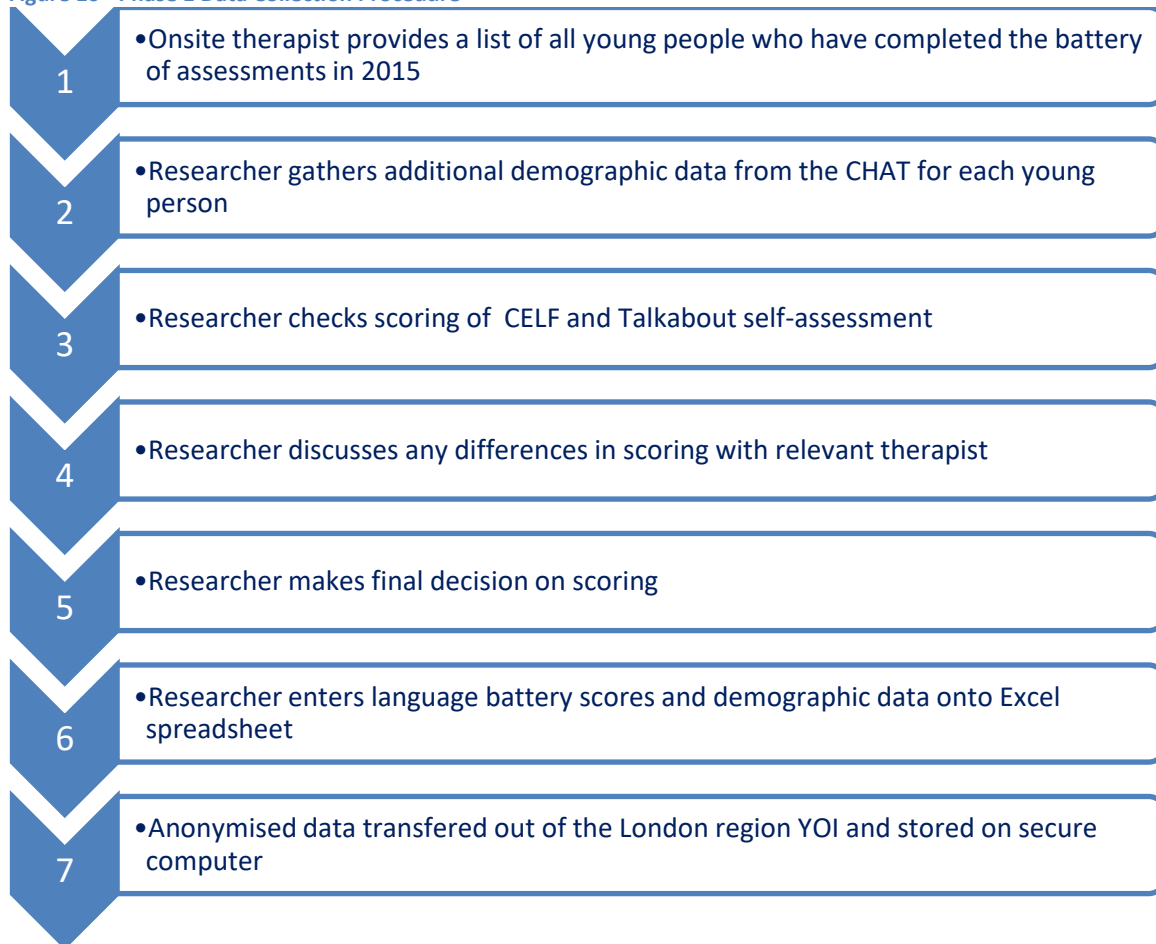 1
•Onsite therapist provides a list of all young people who have completed the battery
of assessments in 2015
2
•Researcher gathers additional demographic data from the CHAT for each young
person
3
•Researcher checks scoring of  CELF and Talkabout self-assessment
4
•Researcher discusses any differences in scoring with relevant therapist
5
•Researcher makes final decision on scoring
6
•Researcher enters language battery scores and demographic data onto Excel
spreadsheet
7
•Anonymised data transfered out of the London region YOI and stored on secure
computer